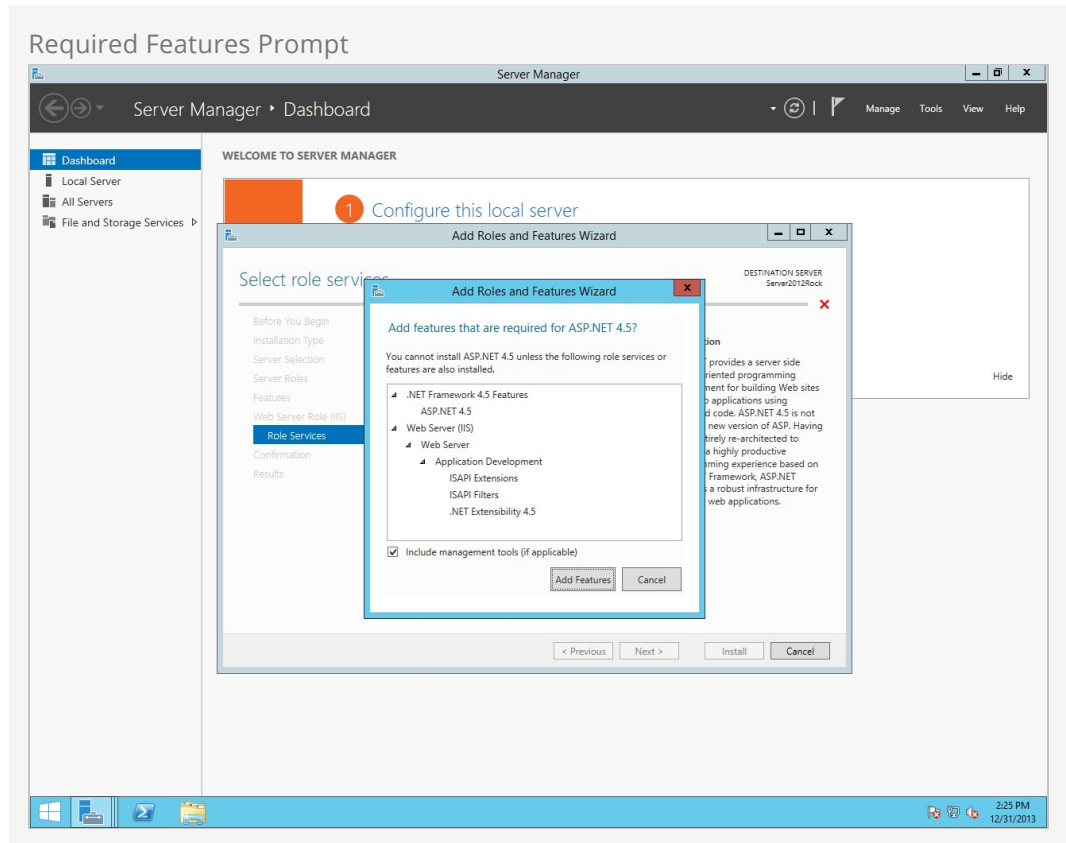 Required Features Prompt
Server Manager
Server Manager • Dashboard
Manage Tools View Help
Dashboard
Local Server
All Servers
File and Storage Services
WELCOME TO SERVER MANAGER
1 Configure this local server
Add Roles and Features Wizard
Select role
DESTINATION SERVER
Server2012Rock
Before You Begin
Installation Type
Server Selection
Server Roles
Features
Web Server Role (IIS)
Role Services
Confirmation
Results
Add Roles and Features Wizard
Add features that are required for ASP.NET 4.5?
You cannot install ASP.NET 4.5 unless the following role services or
features are also installed.
.NET Framework 4.5 Features
ASP.NET 4.5
Web Server (IIS)
Web Server
Application Development
ISAPI Extensions
ISAPI Filters
.NET Extensibility 4.5
Include management tools (if applicable)
Add Features Cancel
provides a server side
programming
for building Web sites
applications using
code. ASP.NET 4.5 is not
new version of ASP. Having
re-architected to
a highly productive
experience based on
Framework, ASP.NET
a robust infrastructure for
web applications.
Hide
< Previous Next > Install Cancel
2:25 PM
12/31/2013